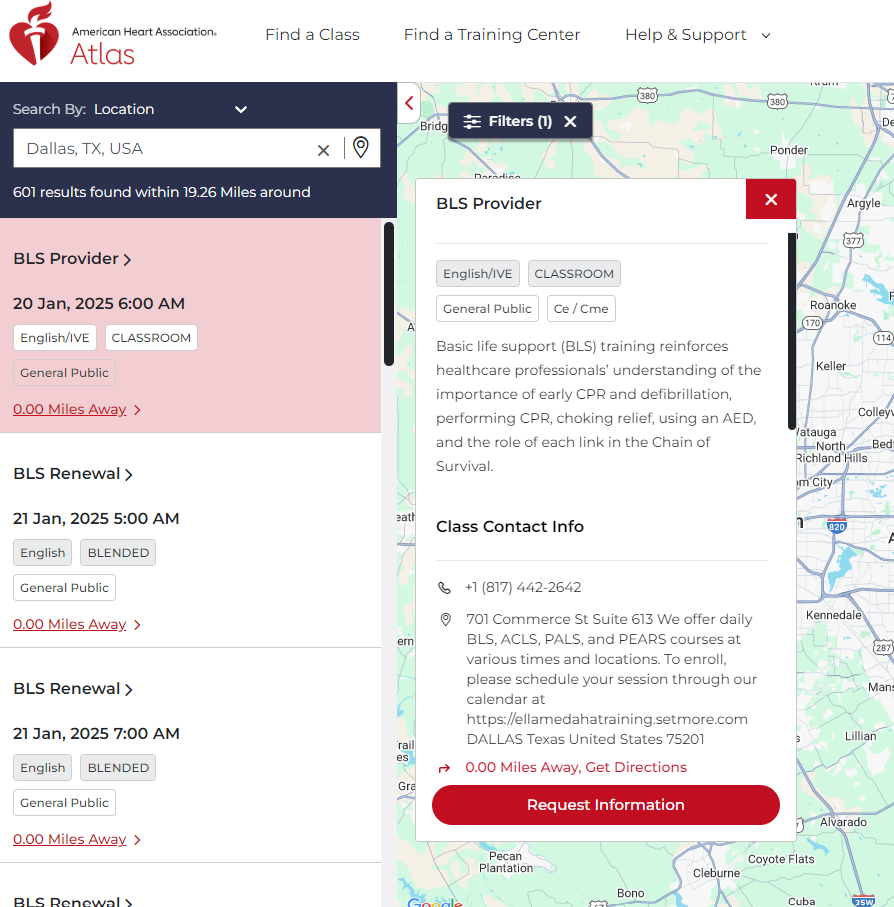 American Heart Association.
Atlas
Find a Class
Find a Training Center
Help & Support
Search By: Location
Dallas, TX, USA
601 results found within 19.26 Miles around
BLS Provider
20 Jan, 2025 6:00 AM
English/IVE CLASSROOM
General Public
0.00 Miles Away
BLS Renewal
21 Jan, 2025 5:00 AM
English BLENDED
General Public
0.00 Miles Away
BLS Renewal
21 Jan, 2025 7:00 AM
English BLENDED
General Public
0.00 Miles Away
BLS Renewal
Filters (1)
BLS Provider
English/IVE CLASSROOM
General Public Ce / Cme
Basic life support (BLS) training reinforces
healthcare professionals’ understanding of the
importance of early CPR and defibrillation,
performing CPR, choking relief, using an AED,
and the role of each link in the Chain of
Survival.
Class Contact Info
+1 (817) 442-2642
701 Commerce St Suite 613 We offer daily
BLS, ACLS, PALS, and PEARS courses at
various times and locations. To enroll,
please schedule your session through our
calendar at
https://ellamedahatraining.setmore.com
DALLAS Texas United States 75201
0.00 Miles Away, Get Directions
Request Information
380
380
Bridg
Ponder
Paradise
Argyle
377
Roanoke
170
114
Keller
Colleyv
Watauga
North
Richland Hills
Bedf
om City
820
Kennedale
287
Mans
Lillian
Alvarado
Pecan
Plantation
Coyote Flats
Cleburne
Bono
Cuba
35W
Google